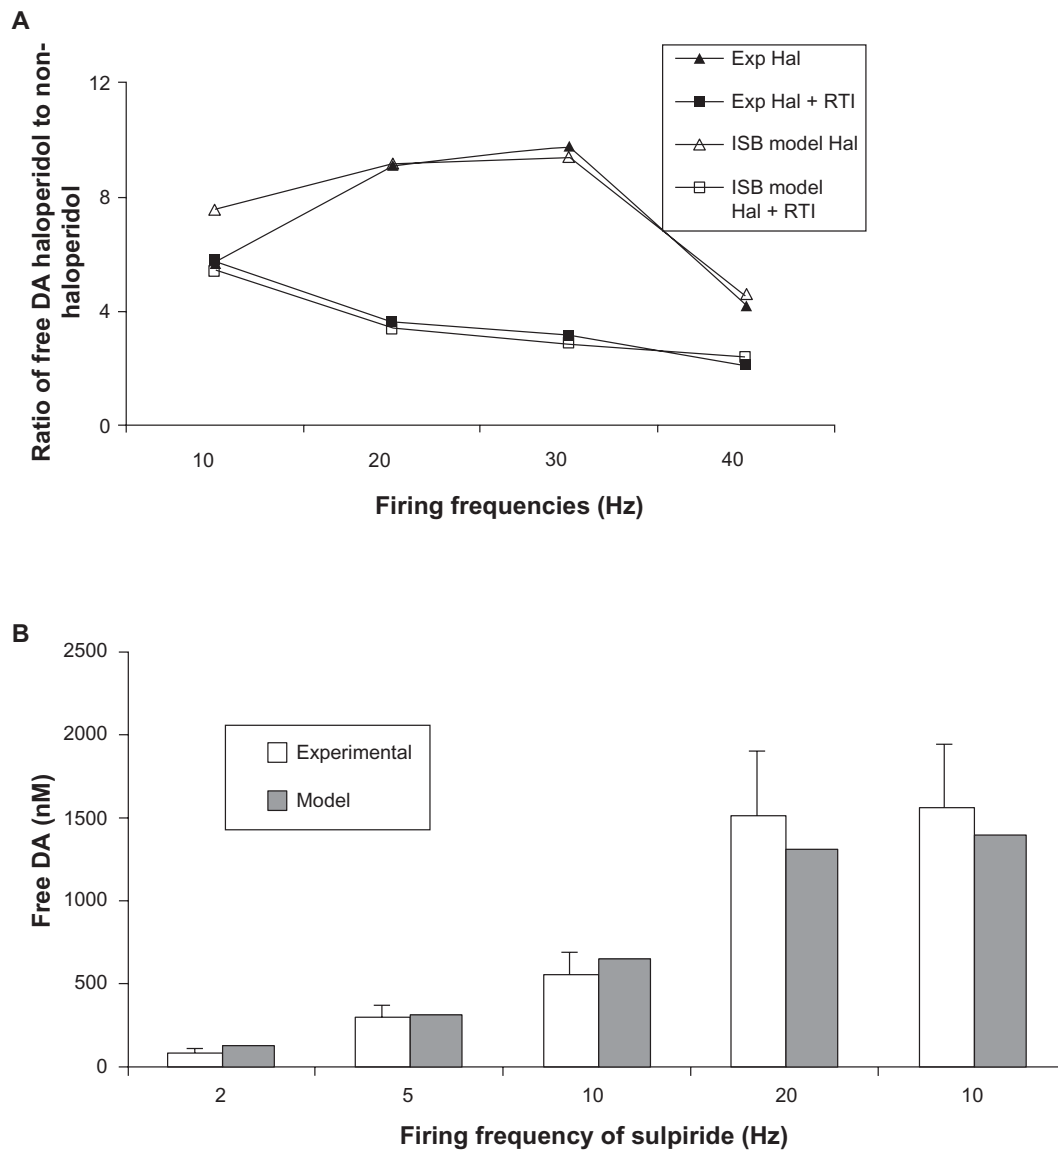 A
Ratio of free DA haloperidol to non-
haloperidol
12
8
4
0
10
20
30
40
Firing frequencies (Hz)
Exp Hal
Exp Hal + RTI
ISB model Hal
ISB model
Hal + RTI
B
Free DA (nM)
2500
2000
1500
1000
500
0
Experimental
Model
2
5
10
20
10
Firing frequency of sulpiride (Hz)